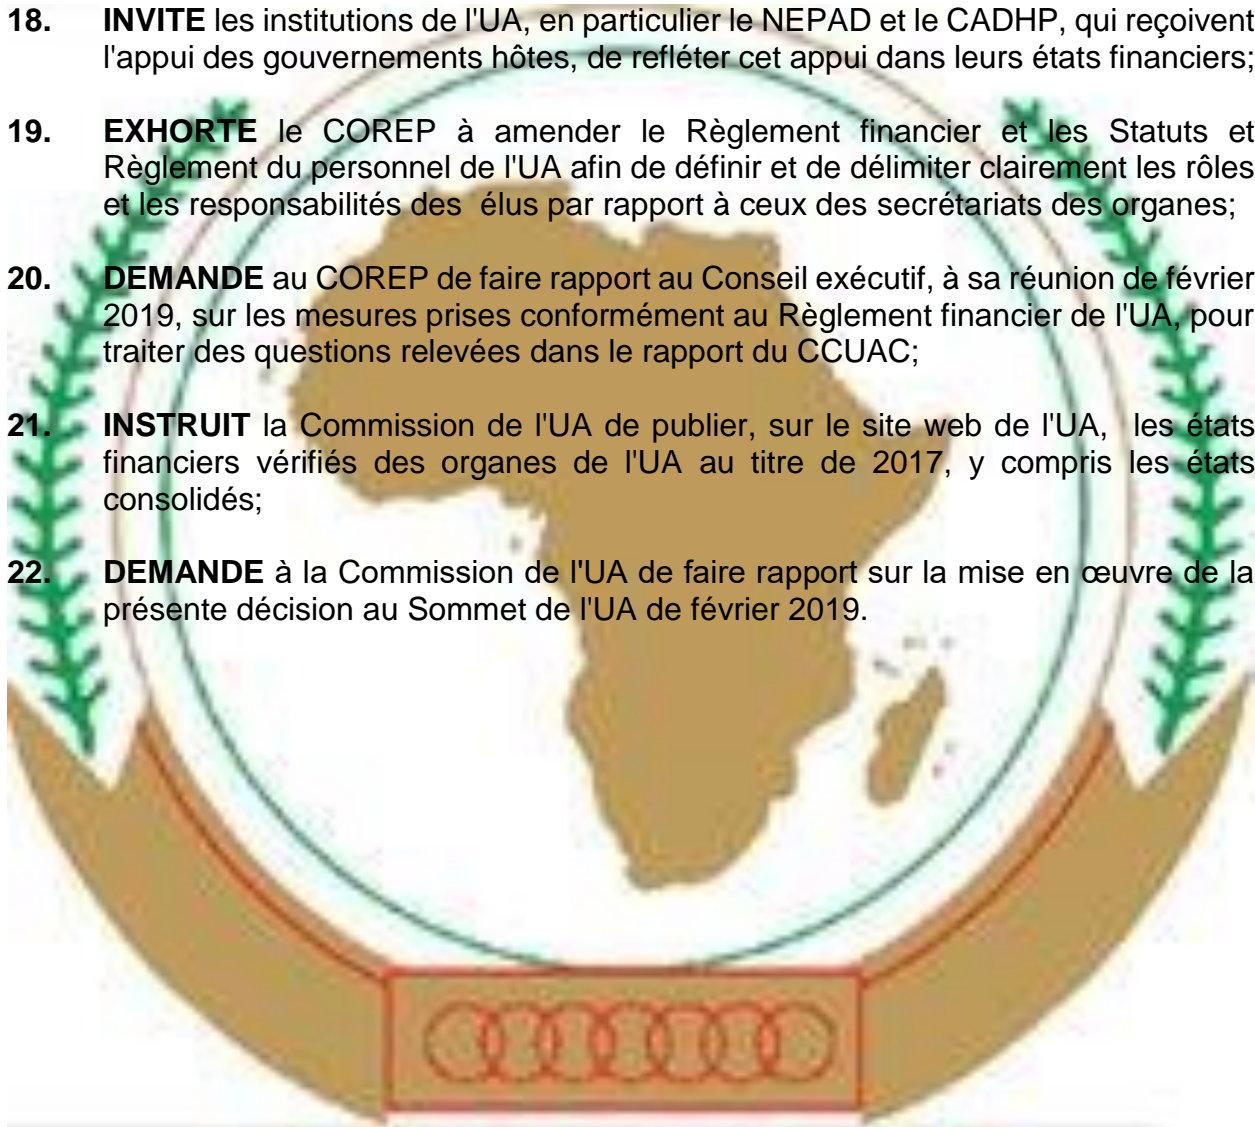 18. INVITE les institutions de l'UA, en particulier le NEPAD et le CADHP, qui reçoivent
l'appui des gouvernements hôtes, de refléter cet appui dans leurs états financiers;
19. EXHORTE le COREP à amender le Règlement financier et les Statuts et
Règlement du personnel de l'UA afin de définir et de délimiter clairement les rôles
et les responsabilités des élus par rapport à ceux des secrétariats des organes;
20. DEMANDE au COREP de faire rapport au Conseil exécutif, à sa réunion de février
2019, sur les mesures prises conformément au Règlement financier de l'UA, pour
traiter des questions relevées dans le rapport du CCUAC;
21. INSTRUIT la Commission de l'UA de publier, sur le site web de l'UA, les états
financiers vérifiés des organes de l'UA au titre de 2017, y compris les états
consolidés;
22. DEMANDE à la Commission de l'UA de faire rapport sur la mise en œuvre de la
présente décision au Sommet de l'UA de février 2019.